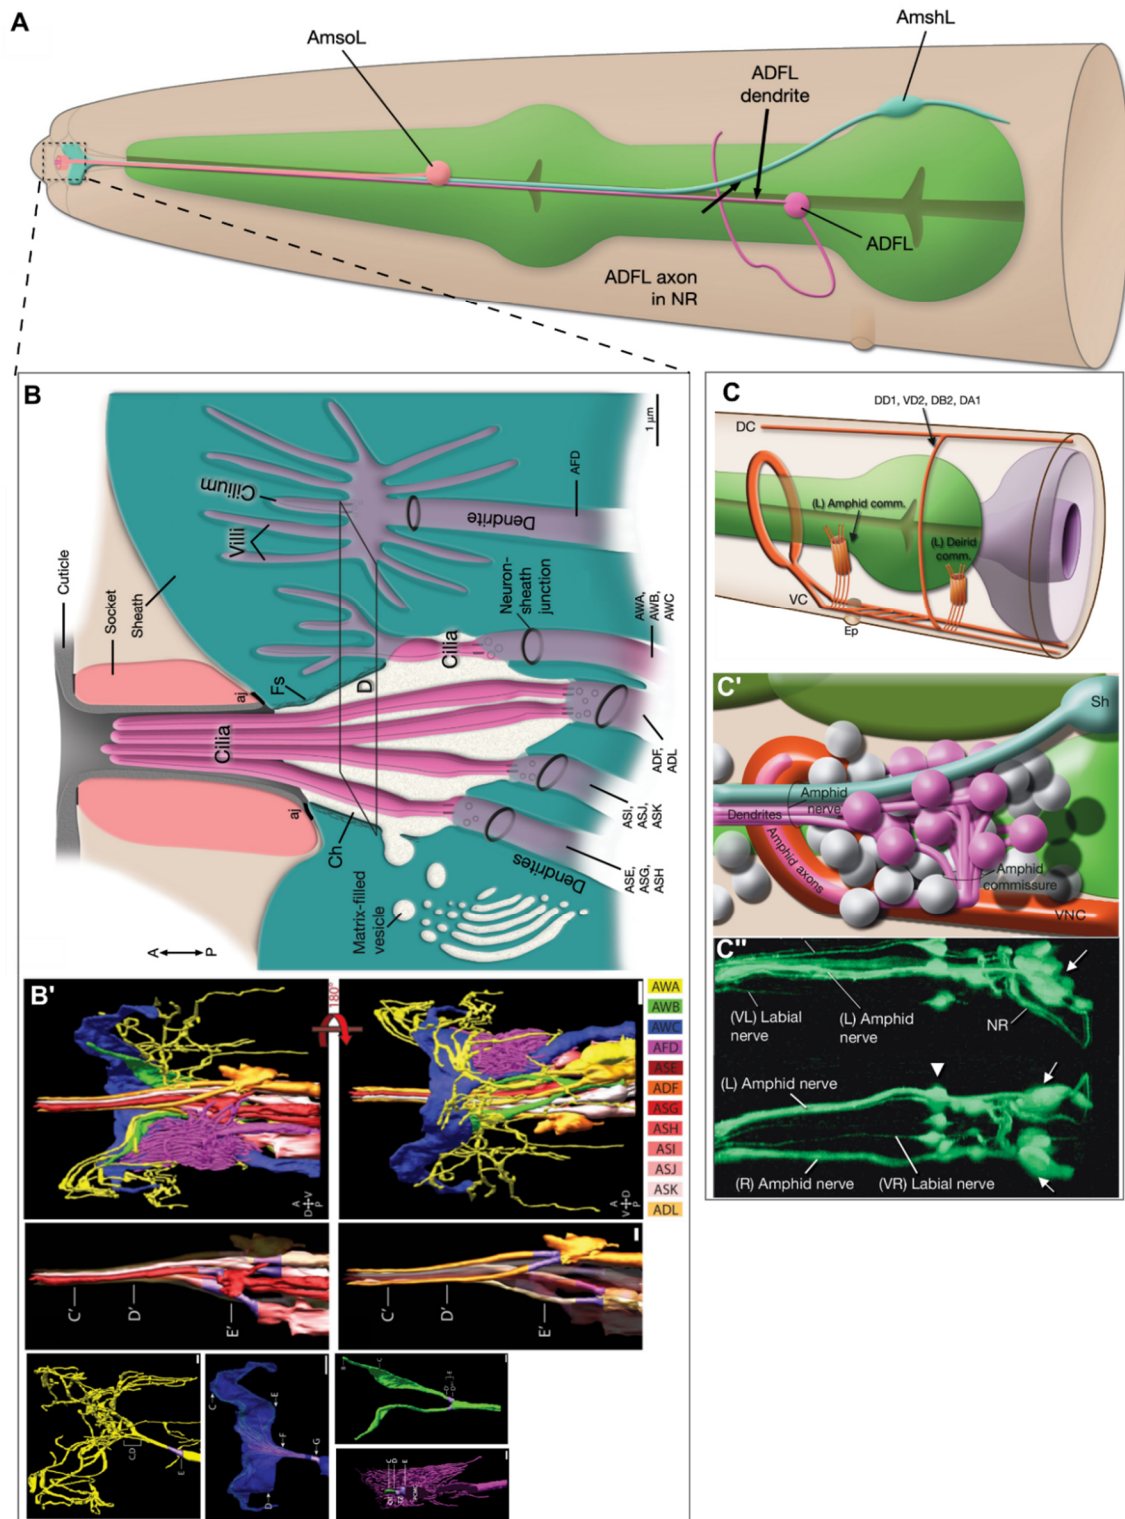 A
AmsoL
AmshL
ADFL
dendrite
ADFL
ADFL axon
in NR
B
Cuticle
Socket
Sheath
Villi
Cilium
1 μm
AFD
Dendrite
Neuron-
sheath
junction
AWA,
AWB,
AWC
Cilia
D
Fs
aj
Cilia
ADF,
ADL
ASI,
ASJ,
ASK
aj
Ch
Matrix-filled
vesicle
Dendrites
ASE,
ASG,
ASH
A
P
C
DD1, VD2, DB2, DA1
DC
(L) Amphid comm.
(L) Deirid
comm.
VC
Ep
C'
Sh
Amphid
nerve
Dendrites
Amphid axons
Amphid
commissure
VNC
C"
(VL) Labial
nerve
(L) Amphid
nerve
NR
(L) Amphid nerve
(R) Amphid nerve
(VR) Labial nerve
B'
180°
AWA
AWB
AWC
AFD
ASE
ADF
ASG
ASH
ASI
ASJ
ASK
ADL
A
D V
P
A
V D
P
C'
D'
E'
C'
D'
E'
C,D
E
C
D
E
F
G